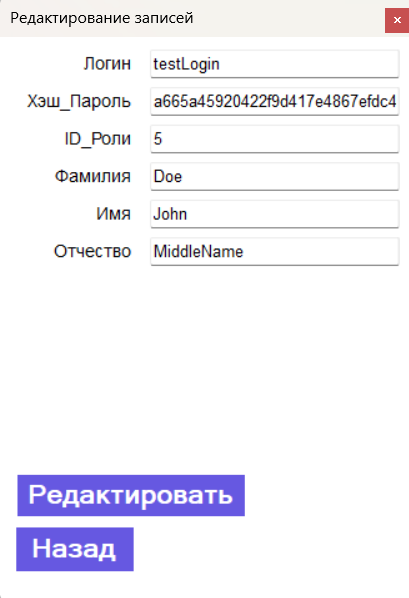 Редактирование записей
Логин testLogin
Хэш_Пароль a665a45920422f9d417e4867efdc4
ID_Роли 5
Фамилия Doe
Имя John
Отчество MiddleName
Редактировать
Назад